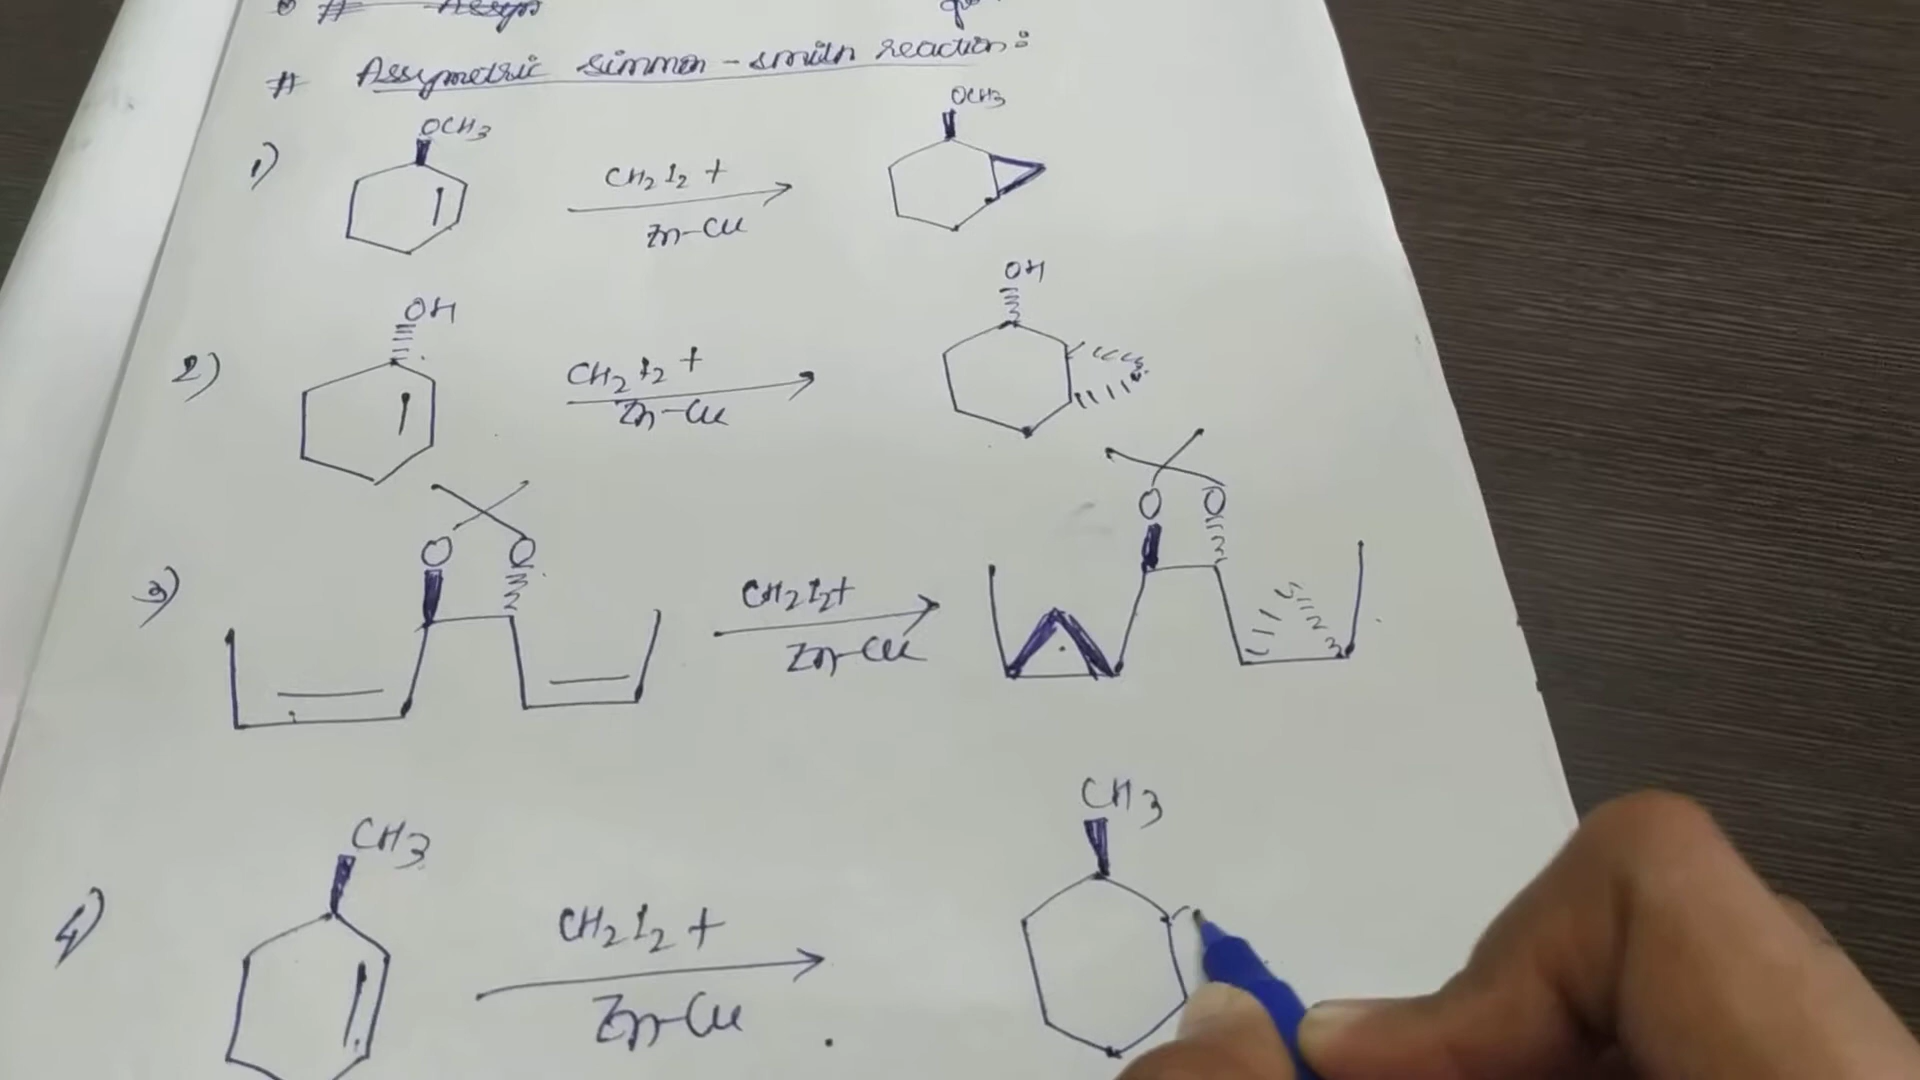 # Assyn
# Assymetric simmon - smith reaction:
OCH3
1)
OCH3
CH2I2 +
Zn-Cu
OH
2)
OH
CH2I2 +
Zn-Cu
O O
3)
O O
CH2I2+
Zn-Cu
CH3
4)
CH3
CH2I2 +
Zn-Cu